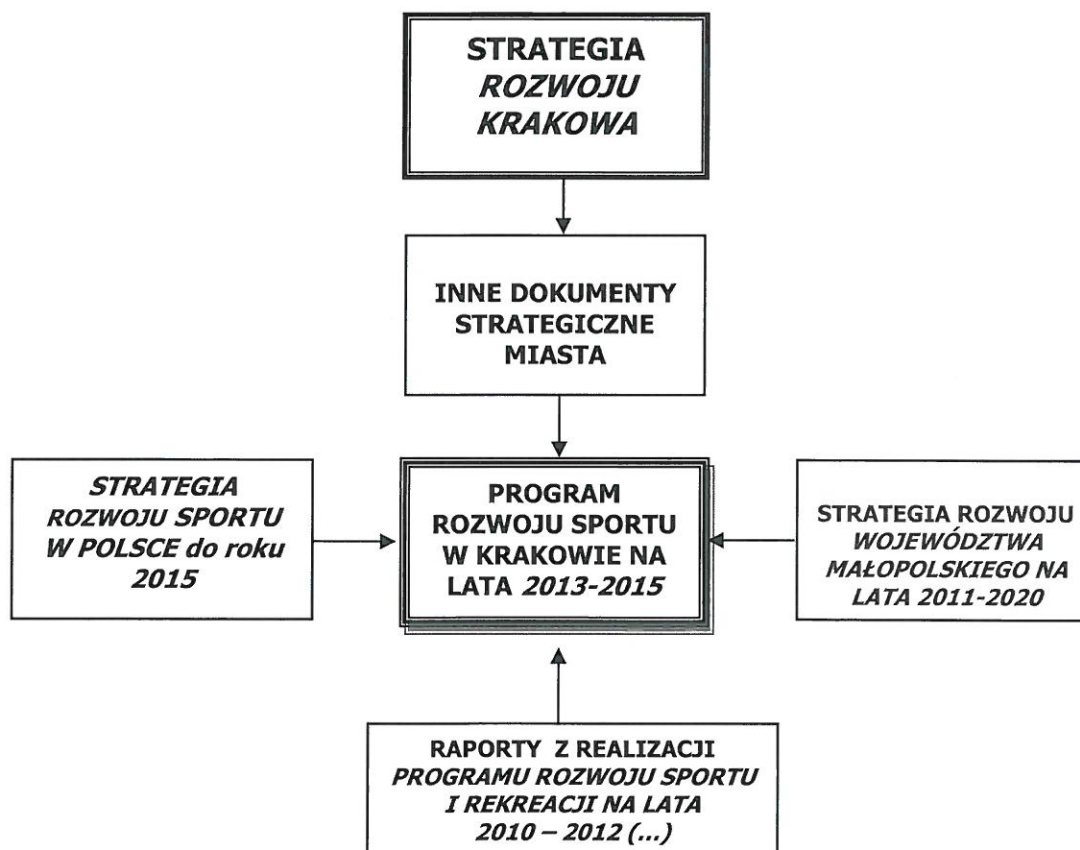 STRATEGIA
ROZWOJU
KRAKOWA
INNE DOKUMENTY
STRATEGICZNE
MIASTA
STRATEGIA
ROZWOJU SPORTU
W POLSCE do roku
2015
PROGRAM
ROZWOJU SPORTU
W KRAKOWIE NA
LATA 2013-2015
STRATEGIA ROZWOJU
WOJEWÓDZTWA
MAŁOPOLSKIEGO NA
LATA 2011-2020
RAPORTY Z REALIZACJI
PROGRAMU ROZWOJU SPORTU
I REKREACJI NA LATA
2010 – 2012 (...)